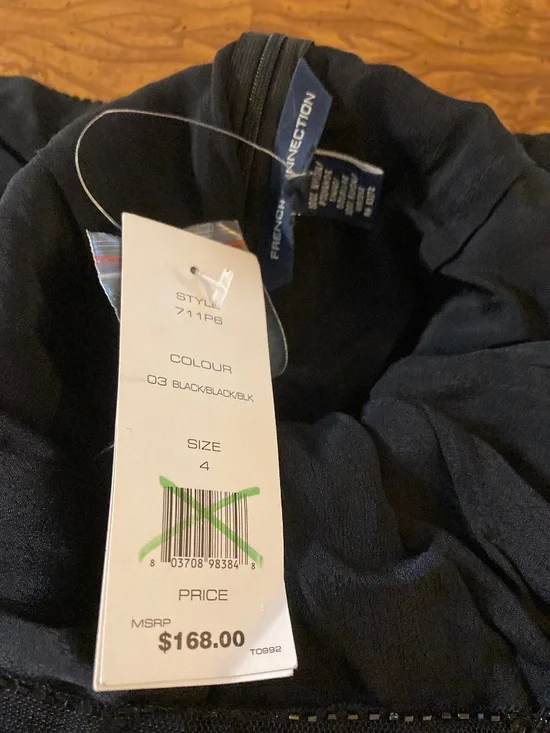 FRENCH CONNECTION
STYLE
711P6
COLOUR
03 BLACK/BLACK/BLK
SIZE
4
8 03708 98384 8
PRICE
MSRP
$168.00
T0992